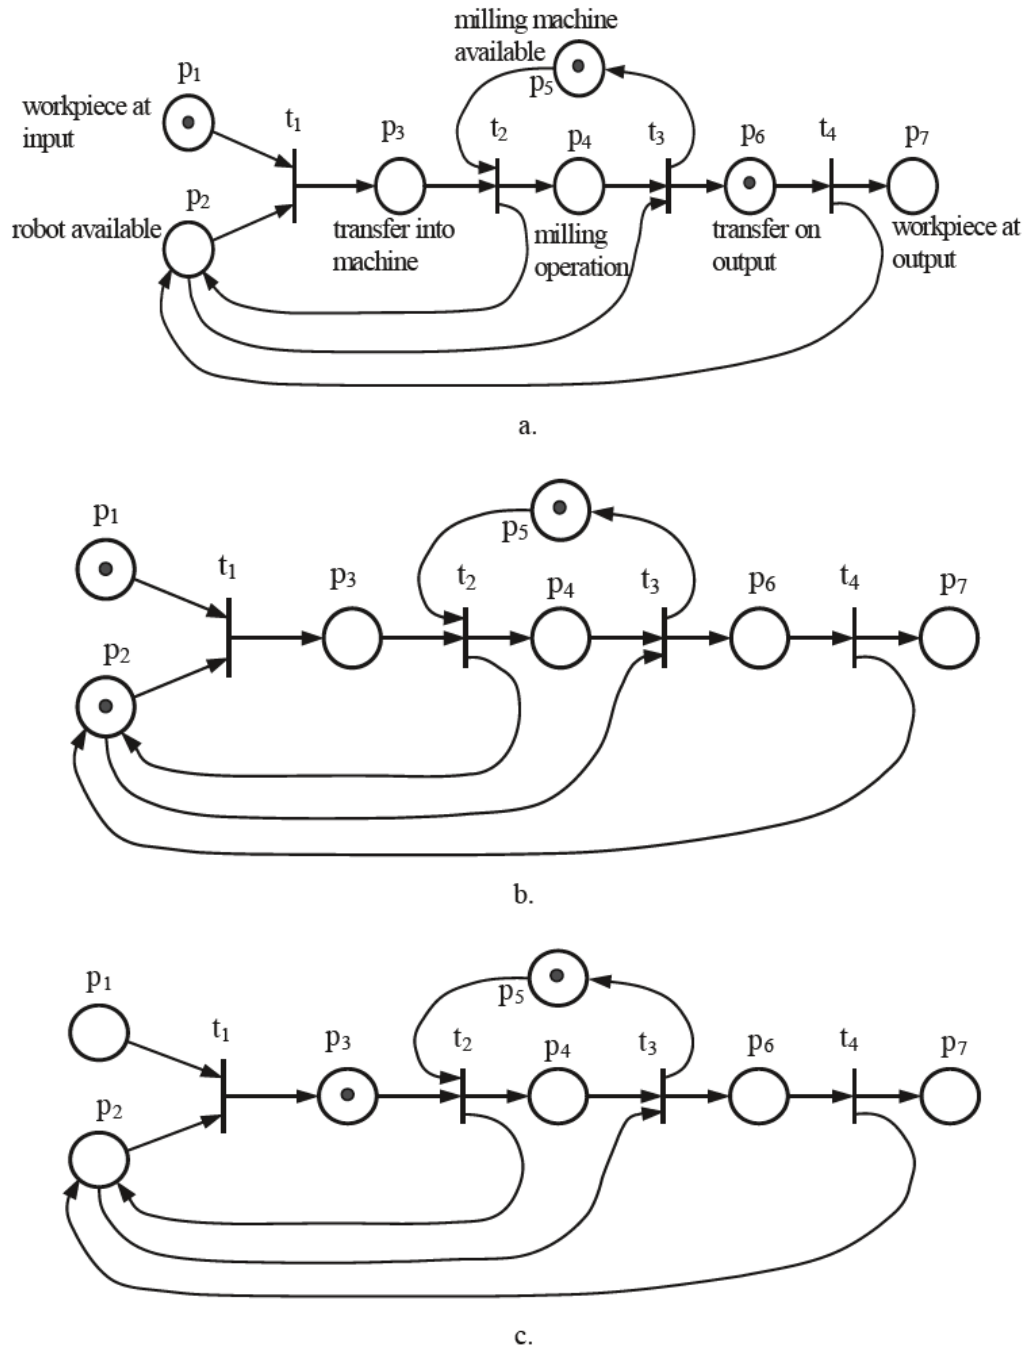 milling machine
available
p1
p5
workpiece at
input
t1
p3
t2
p4
t3
p6
t4
p7
p2
robot available
transfer into
machine
milling
operation
transfer on
output
workpiece at
output
a.
p1
p5
t1
p3
t2
p4
t3
p6
t4
p7
p2
b.
p1
p5
t1
p3
t2
p4
t3
p6
t4
p7
p2
c.